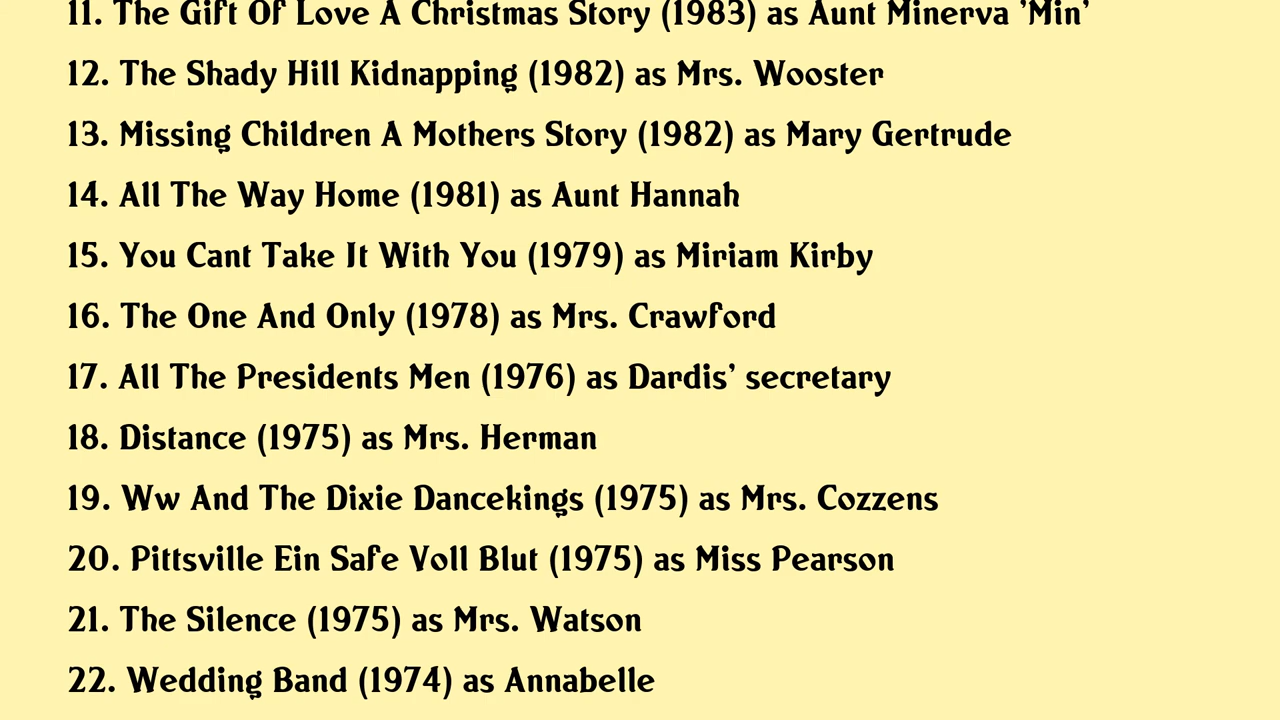 11. The Gift Of Love A Christmas Story (1983) as Aunt Minerva 'Min'
12. The Shady Hill Kidnapping (1982) as Mrs. Wooster
13. Missing Children A Mothers Story (1982) as Mary Gertrude
14. All The Way Home (1981) as Aunt Hannah
15. You Cant Take It With You (1979) as Miriam Kirby
16. The One And Only (1978) as Mrs. Crawford
17. All The Presidents Men (1976) as Dardis' secretary
18. Distance (1975) as Mrs. Herman
19. Ww And The Dixie Dancekings (1975) as Mrs. Cozzens
20. Pittsville Ein Safe Voll Blut (1975) as Miss Pearson
21. The Silence (1975) as Mrs. Watson
22. Wedding Band (1974) as Annabelle